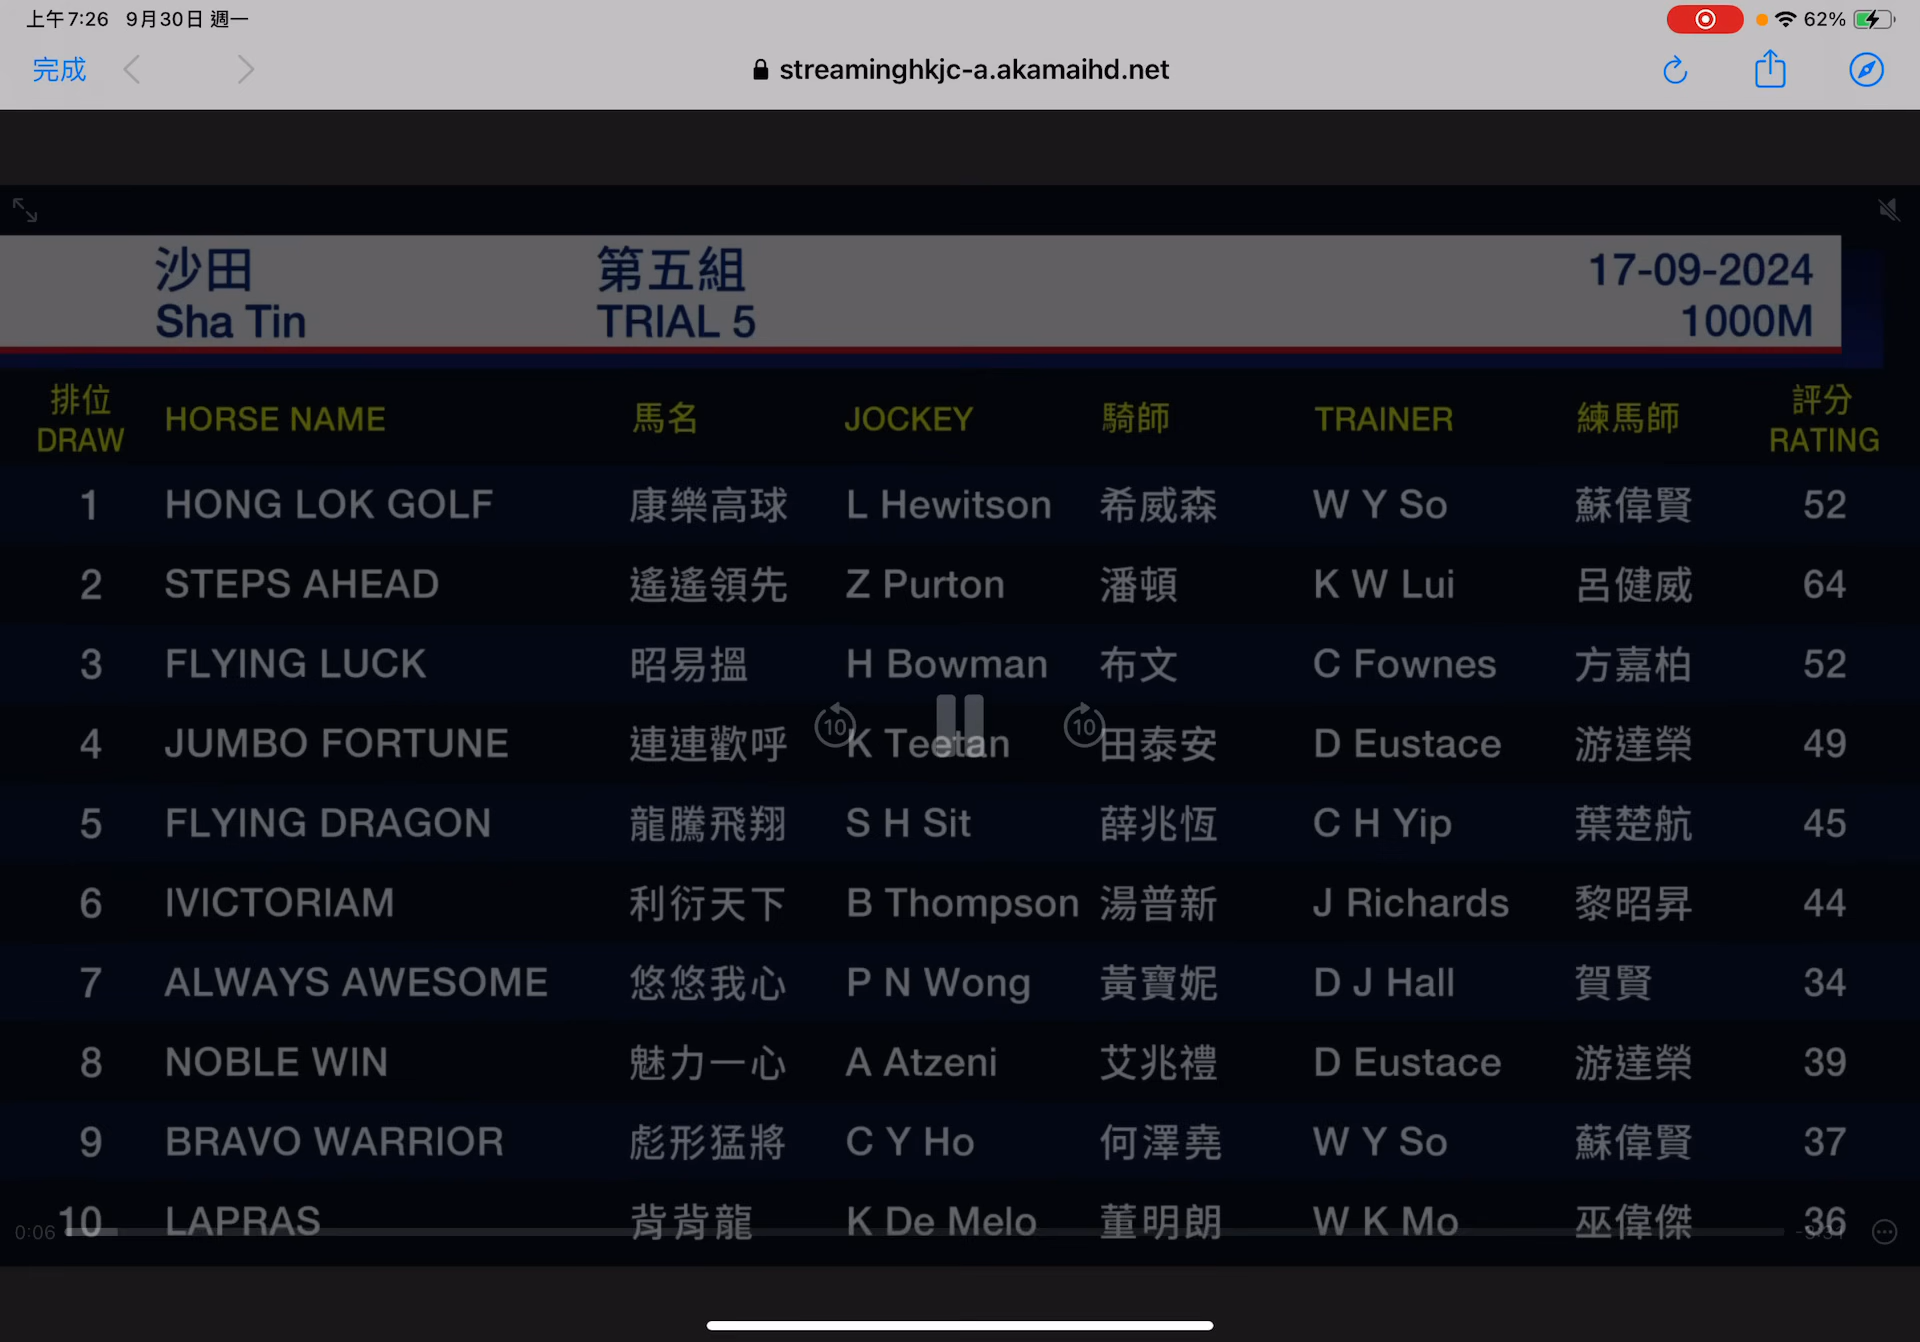 上午7:26 9月30日 週一
62%
完成
streaminghkjc-a.akamaihd.net
沙田 第五組 17-09-2024
Sha Tin TRIAL 5 1000M
排位 評分
DRAW HORSE NAME 馬名 JOCKEY 騎師 TRAINER 練馬師 RATING
1 HONG LOK GOLF 康樂高球 L Hewitson 希威森 W Y So 蘇偉賢 52
2 STEPS AHEAD 遙遙領先 Z Purton 潘頓 K W Lui 呂健威 64
3 FLYING LUCK 昭易搵 H Bowman 布文 C Fownes 方嘉柏 52
10 10
4 JUMBO FORTUNE 連連歡呼 K Teetan 田泰安 D Eustace 游達榮 49
5 FLYING DRAGON 龍騰飛翔 S H Sit 薛兆恆 C H Yip 葉楚航 45
6 IVICTORIAM 利衍天下 B Thompson 湯普新 J Richards 黎昭昇 44
7 ALWAYS AWESOME 悠悠我心 P N Wong 黃寶妮 D J Hall 賀賢 34
8 NOBLE WIN 魅力一心 A Atzeni 艾兆禮 D Eustace 游達榮 39
9 BRAVO WARRIOR 彪形猛將 C Y Ho 何澤堯 W Y So 蘇偉賢 37
10 LAPRAS 背背龍 K De Melo 董明朗 W K Mo 巫偉傑 36
0:06